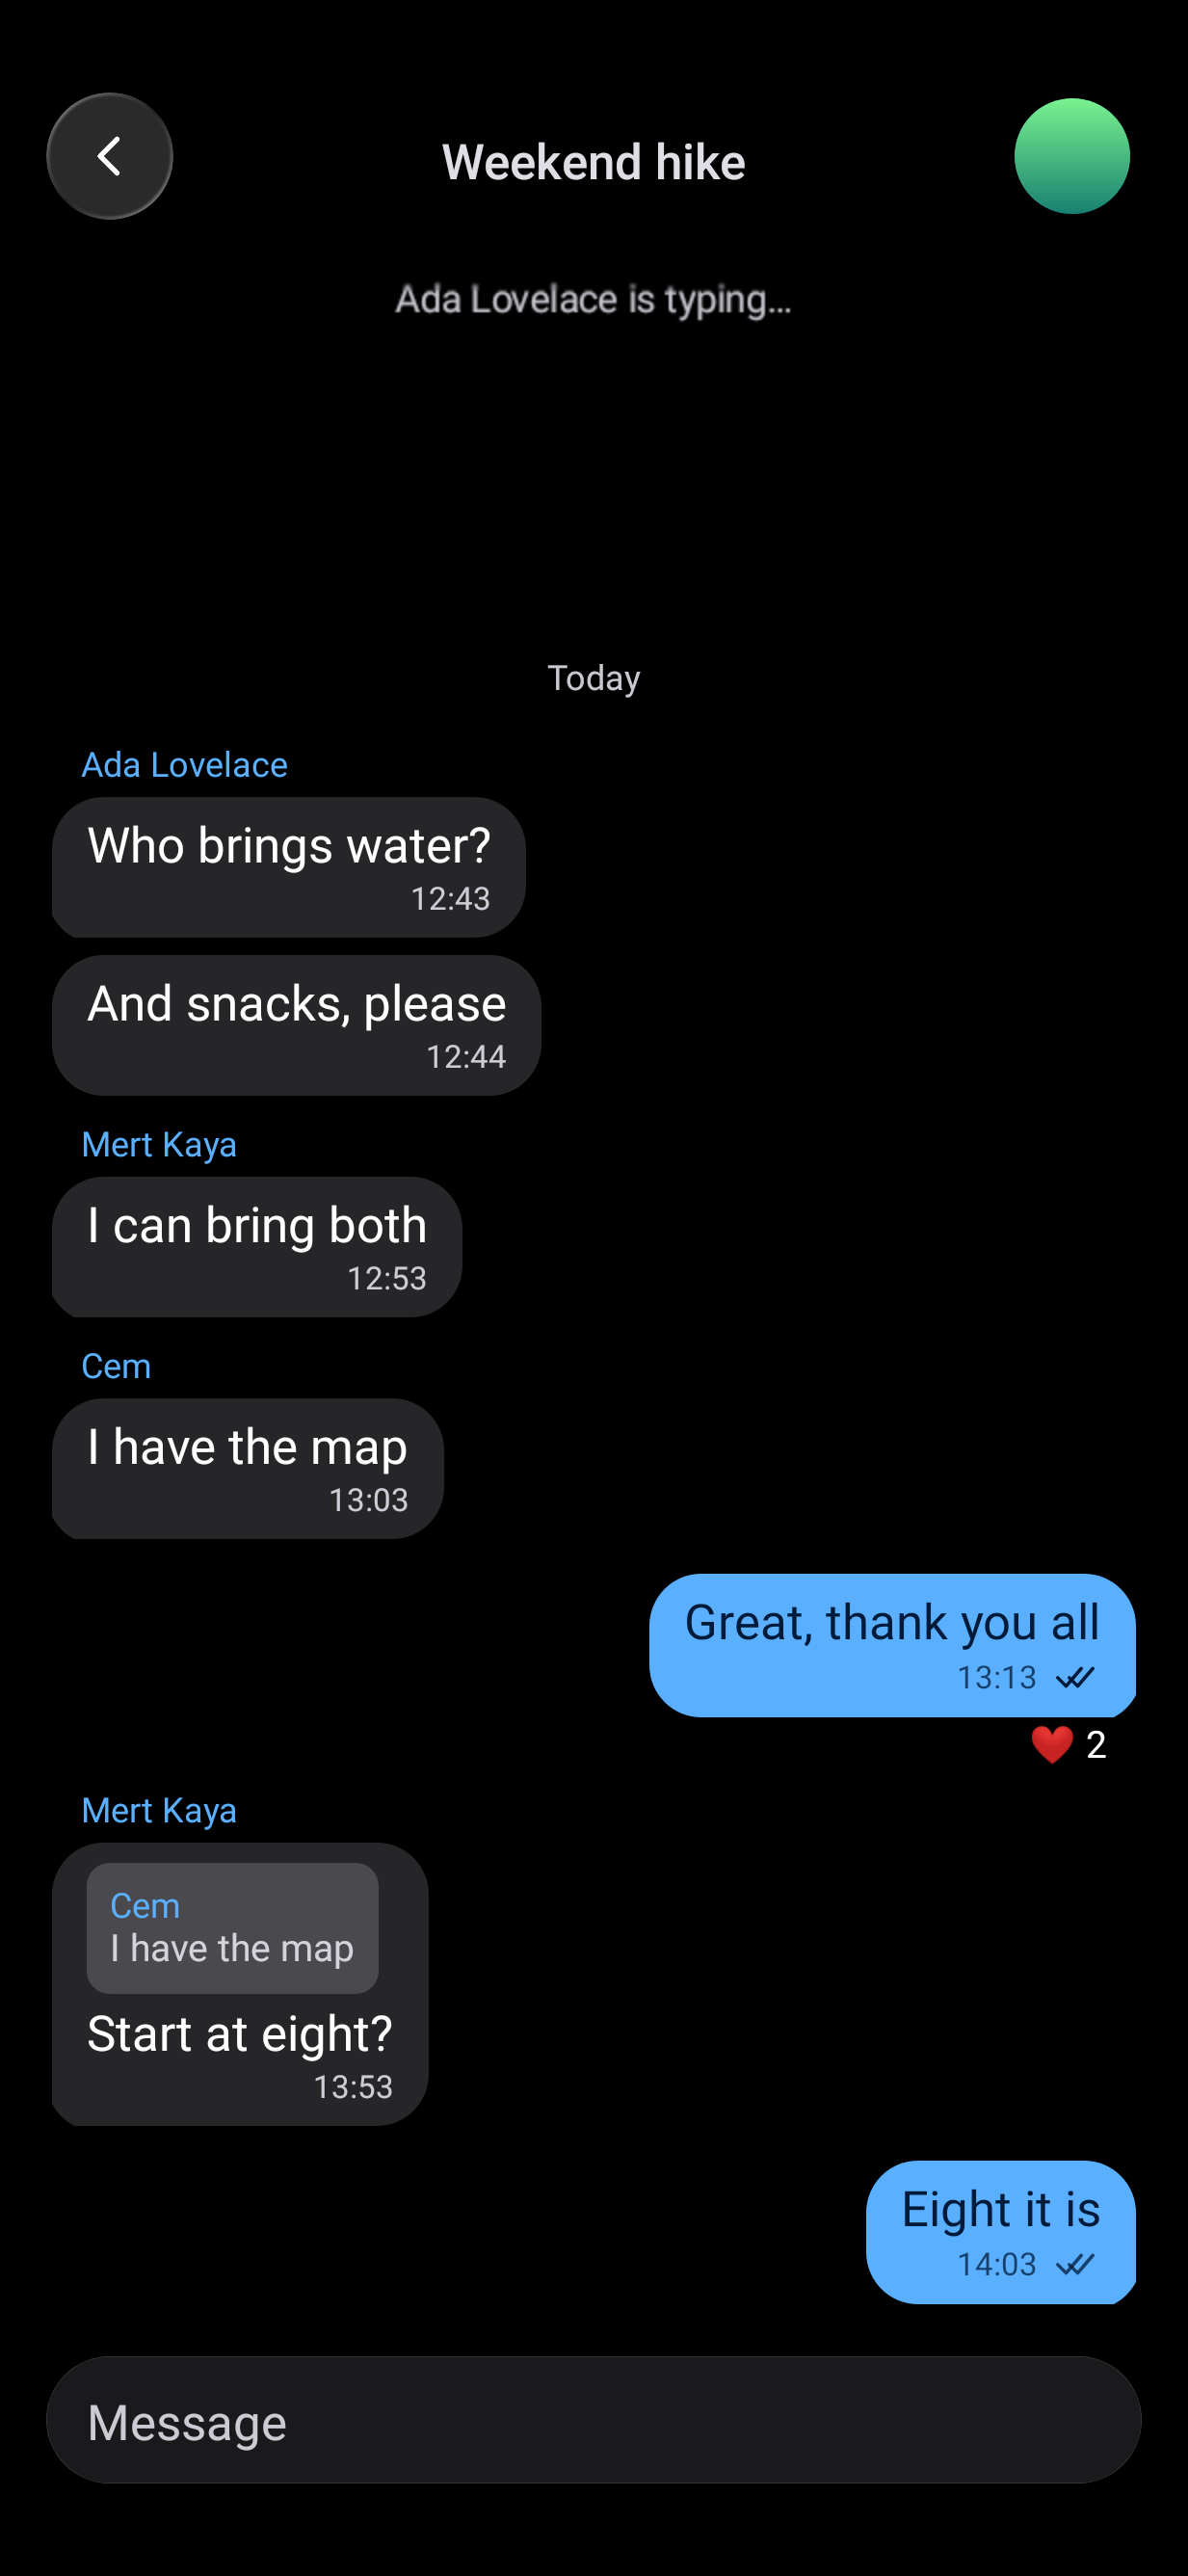 Weekend hike
Ada Lovelace is typing…
Today
Ada Lovelace
Who brings water?
12:43
And snacks, please
12:44
Mert Kaya
I can bring both
12:53
Cem
I have the map
13:03
Great, thank you all
13:13
❤️ 2
Mert Kaya
Cem
I have the map
Start at eight?
13:53
Eight it is
14:03
Message